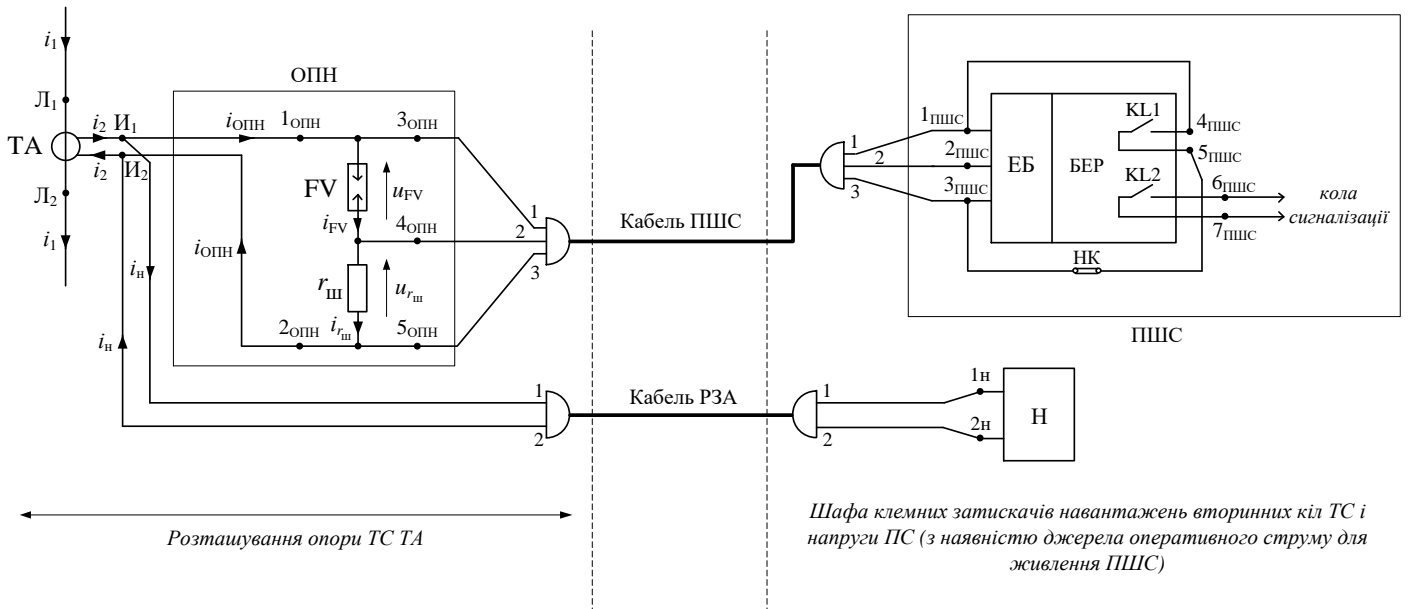 i1
Л1
ТА
i2
И1
i2
И2
Л2
i1
iн
iн
ОПН
iОПН
1ОПН
3ОПН
FV
uFV
iFV
4ОПН
iОПН
rш
urш
irш
2ОПН
5ОПН
1
2
3
Кабель ПШС
1
2
3
1ПШС
2ПШС
3ПШС
ЕБ
БЕР
KL1
KL2
4ПШС
5ПШС
6ПШС
7ПШС
НК
кола
сигналізації
ПШС
1
2
Кабель РЗА
1
2
1н
2н
Н
Розташування опори ТС ТА
Шафа клемних затискачів навантажень вторинних кіл ТС і
напруги ПС (з наявністю джерела оперативного струму для
живлення ПШС)